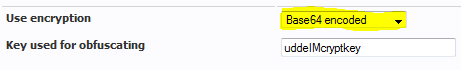 Use encryption Base64 encoded
Key used for obfuscating uddeIMcryptkey